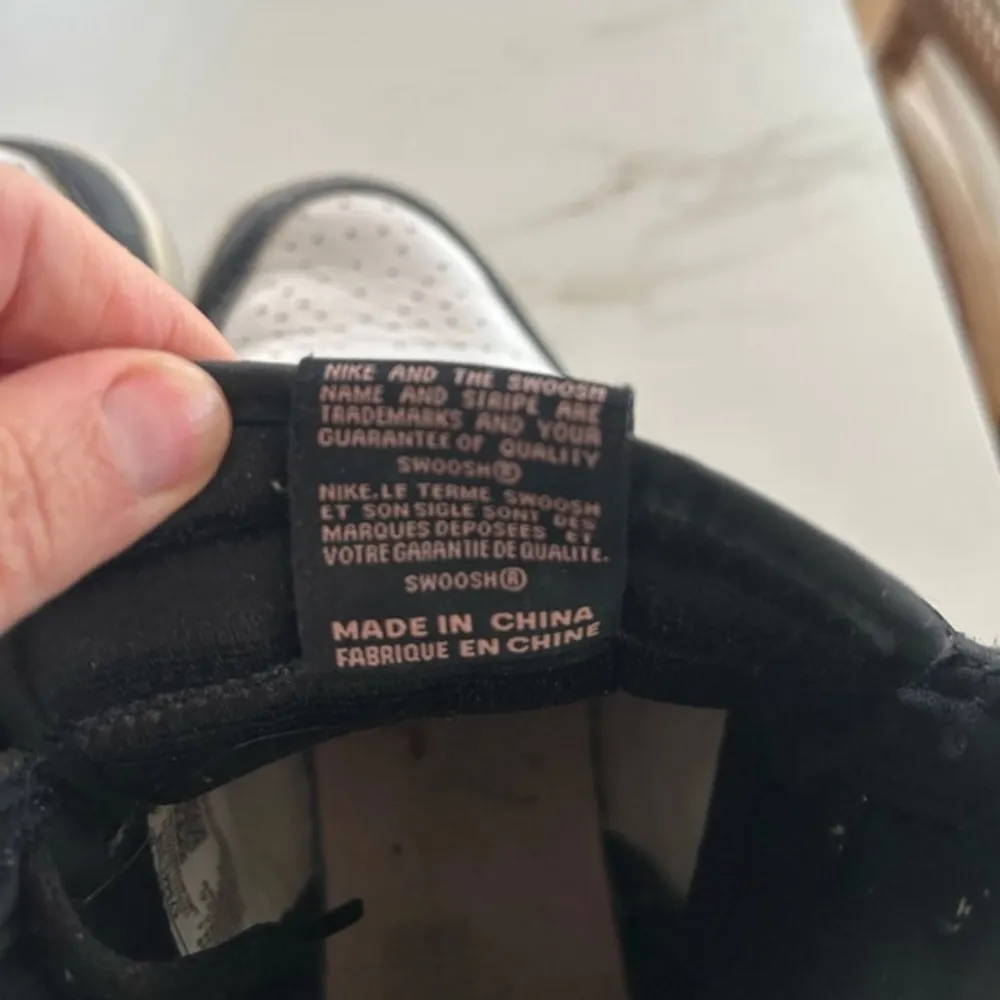 NIKE AND THE SWOOSH
NAME AND STRIPE ARE
TRADEMARKS AND YOUR
GUARANTEE OF QUALITY
SWOOSH®
NIKE, LE TERME SWOOSH
ET SON SIGLE SONT DES
MARQUES DEPOSEES ET
VOTRE GARANTIE DE QUALITE.
SWOOSH®
MADE IN CHINA
FABRIQUE EN CHINE